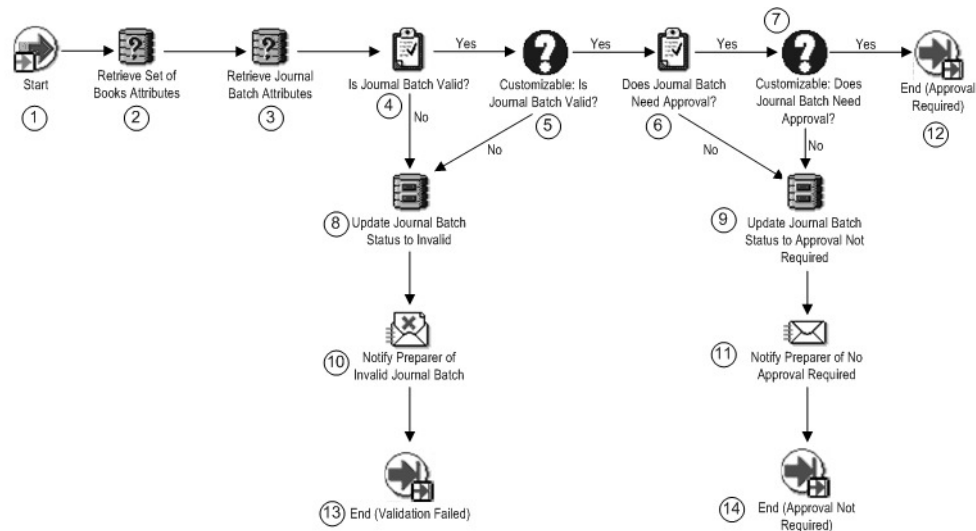 7
Yes
Yes
Yes
Yes
Start
Retrieve Set of
Books Attributes
Retrieve Journal
Batch Attributes
Is Journal Batch Valid?
Customizable: Is
Journal Batch Valid?
Does Journal Batch
Need Approval?
Customizable: Does
Journal Batch Need
Approval?
End (Approval
Required)
1
2
3
4
5
6
12
No
No
No
No
8
Update Journal Batch
Status to Invalid
9
Update Journal Batch
Status to Approval Not
Required
10
Notify Preparer of
Invalid Journal Batch
11
Notify Preparer of No
Approval Required
13
End (Validation Failed)
14
End (Approval Not
Required)